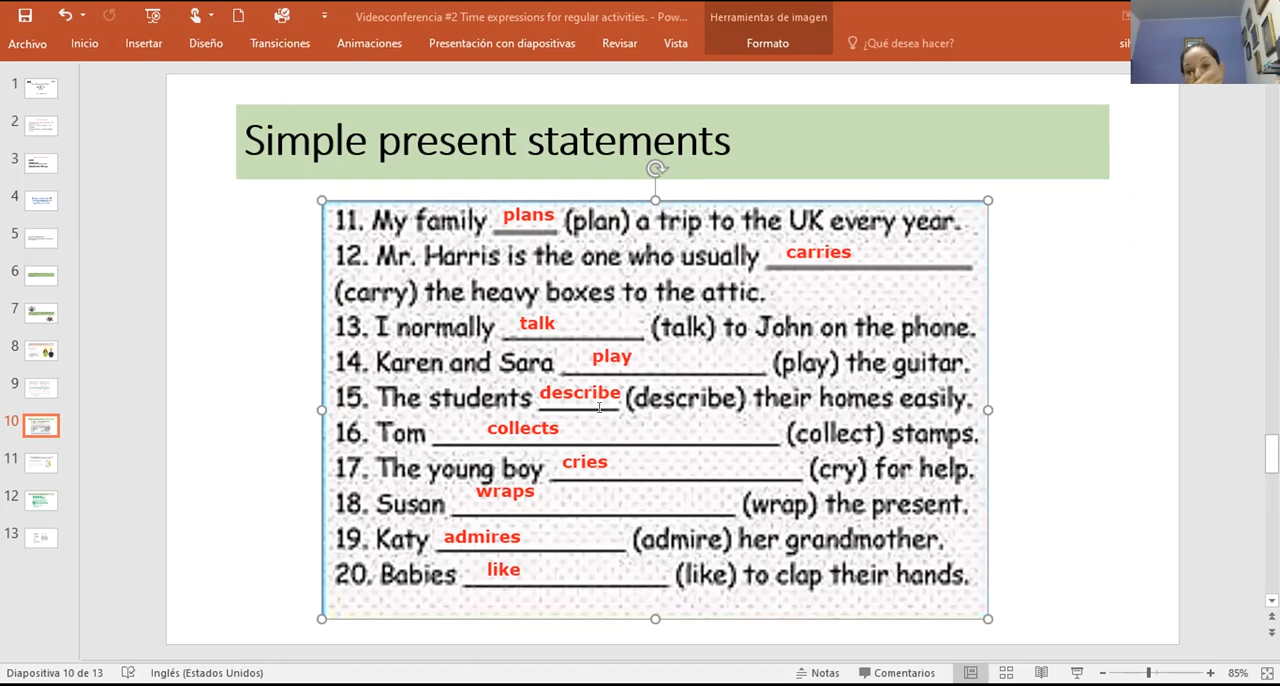 Videoconferencia #2 Time expressions for regular activities. - Pow...
Herramientas de imagen
Archivo Inicio Insertar Diseño Transiciones Animaciones Presentación con diapositivas Revisar Vista Formato ¿Qué desea hacer? sil
1
2
3
4
5
6
7
8
9
10
11
12
13
Simple present statements
11. My family plans (plan) a trip to the UK every year.
12. Mr. Harris is the one who usually carries
(carry) the heavy boxes to the attic.
13. I normally talk (talk) to John on the phone.
14. Karen and Sara play (play) the guitar.
15. The students describe (describe) their homes easily.
16. Tom collects (collect) stamps.
17. The young boy cries (cry) for help.
18. Susan wraps (wrap) the present.
19. Katy admires (admire) her grandmother.
20. Babies like (like) to clap their hands.
Diapositiva 10 de 13 Inglés (Estados Unidos) Notas Comentarios 85%